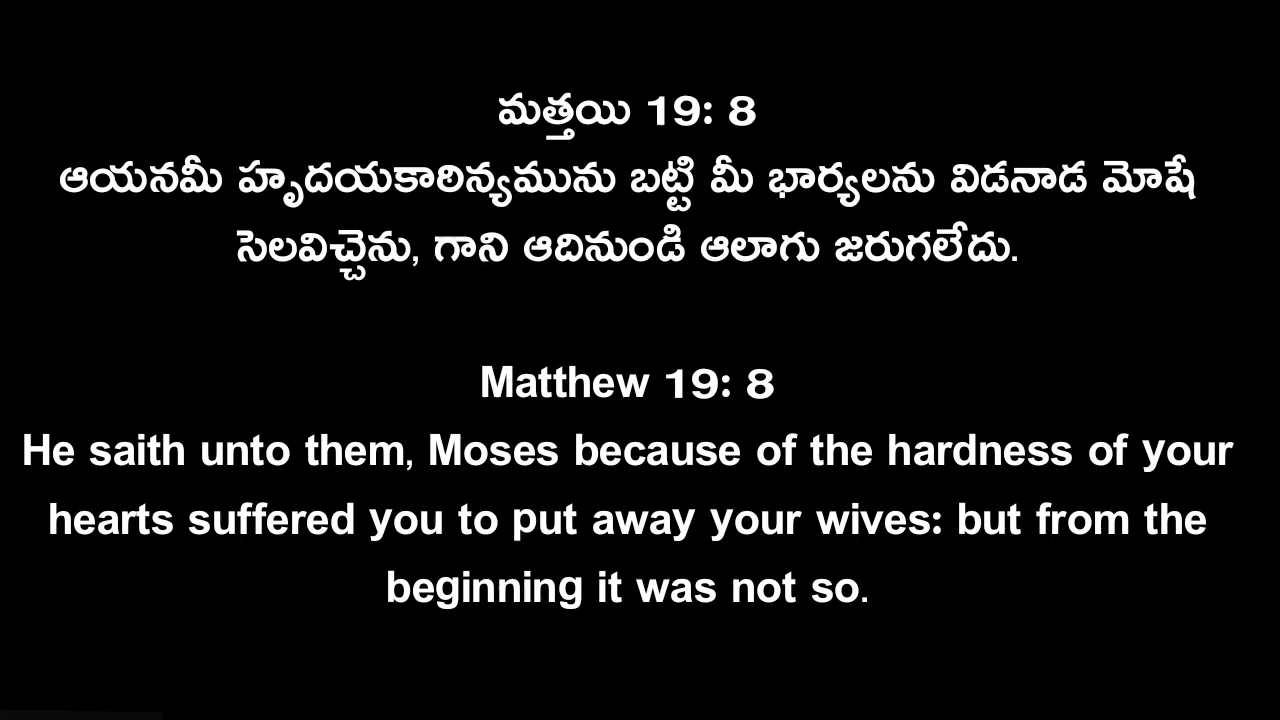 మత్తయి 19: 8
ఆయనమీ హృదయకాఠిన్యమును బట్టి మీ భార్యలను విడనాడ మోషే
సెలవిచ్చెను, గాని ఆదినుండి ఆలాగు జరుగలేదు.
Matthew 19: 8
He saith unto them, Moses because of the hardness of your
hearts suffered you to put away your wives: but from the
beginning it was not so.